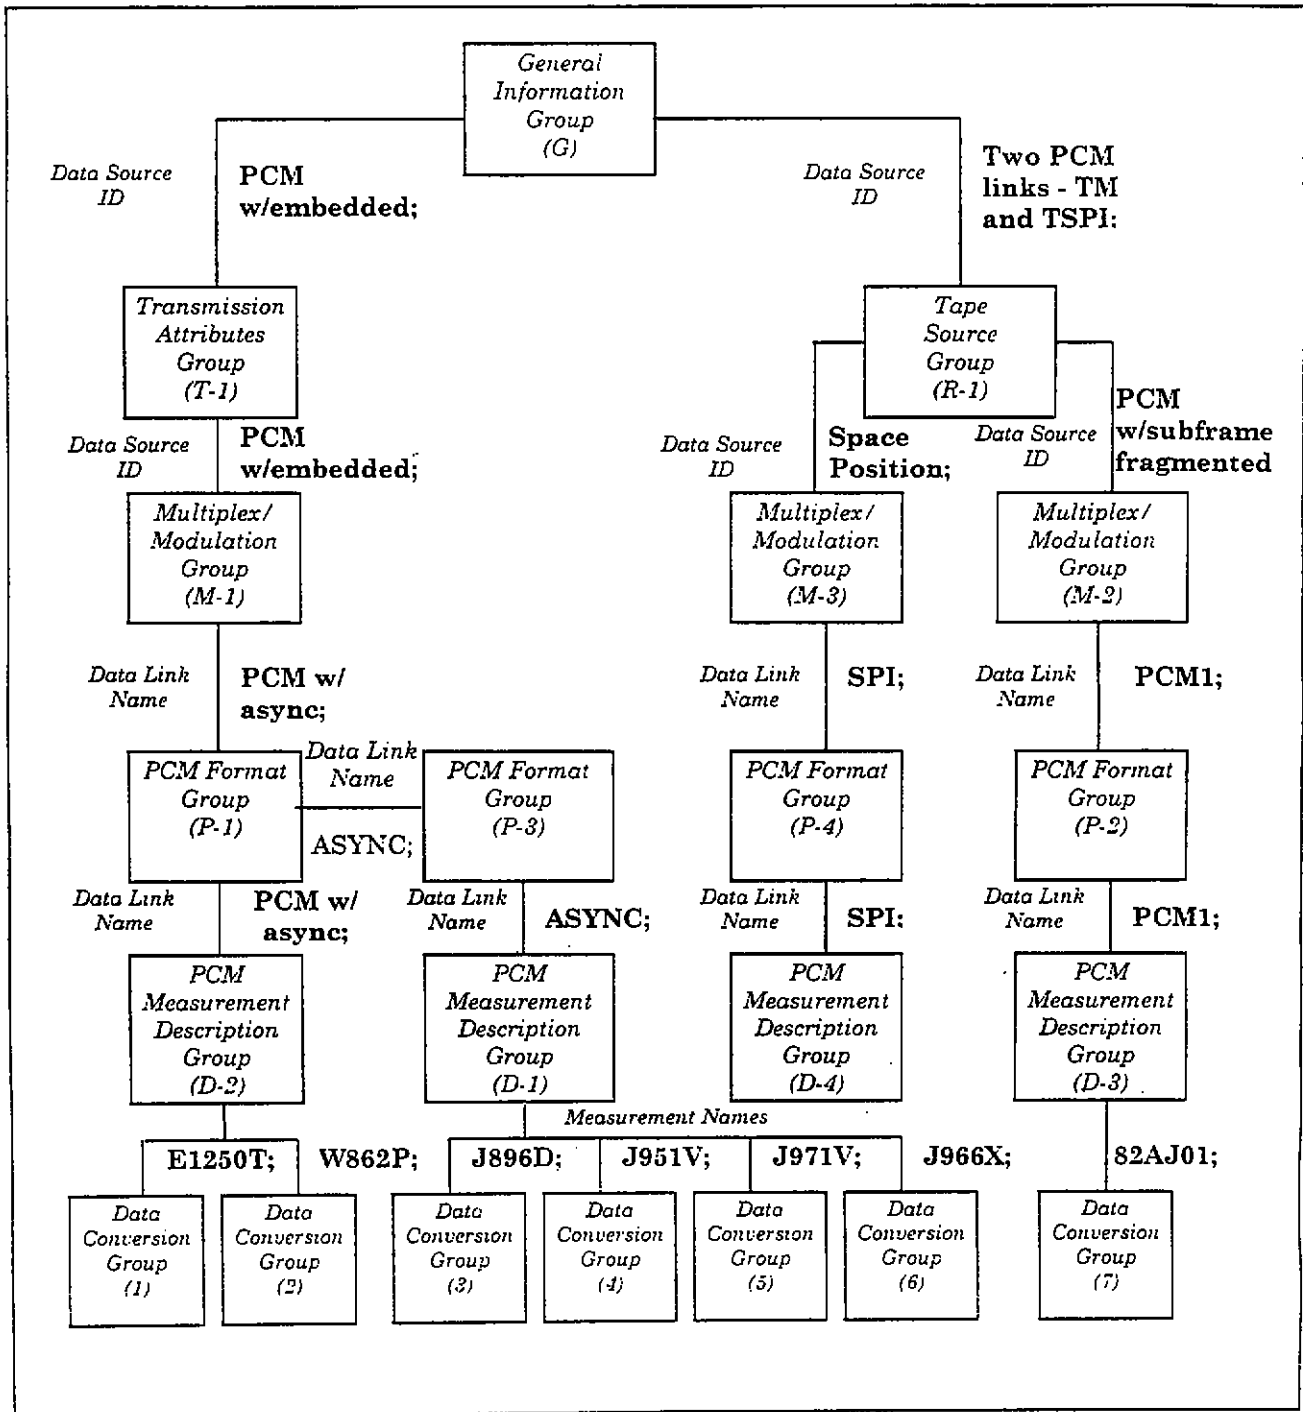 General
Information
Group
(G)
Data Source
ID
PCM
w/embedded;
Data Source
ID
Two PCM
links - TM
and TSPI;
Transmission
Attributes
Group
(T-1)
Tape
Source
Group
(R-1)
Data Source
ID
PCM
w/embedded;
Data Source
ID
Space
Position;
Data Source
ID
PCM
w/subframe
fragmented
Multiplex/
Modulation
Group
(M-1)
Multiplex/
Modulation
Group
(M-3)
Multiplex/
Modulation
Group
(M-2)
Data Link
Name
PCM w/
async;
Data Link
Name
SPI;
Data Link
Name
PCM1;
PCM Format
Group
(P-1)
Data Link
Name
ASYNC;
PCM Format
Group
(P-3)
PCM Format
Group
(P-4)
PCM Format
Group
(P-2)
Data Link
Name
PCM w/
async;
Data Link
Name
ASYNC;
Data Link
Name
SPI;
Data Link
Name
PCM1;
PCM
Measurement
Description
Group
(D-2)
PCM
Measurement
Description
Group
(D-1)
PCM
Measurement
Description
Group
(D-4)
PCM
Measurement
Description
Group
(D-3)
Measurement Names
E1250T;
W862P;
J896D;
J951V;
J971V;
J966X;
82AJ01;
Data
Conversion
Group
(1)
Data
Conversion
Group
(2)
Data
Conversion
Group
(3)
Data
Conversion
Group
(4)
Data
Conversion
Group
(5)
Data
Conversion
Group
(6)
Data
Conversion
Group
(7)